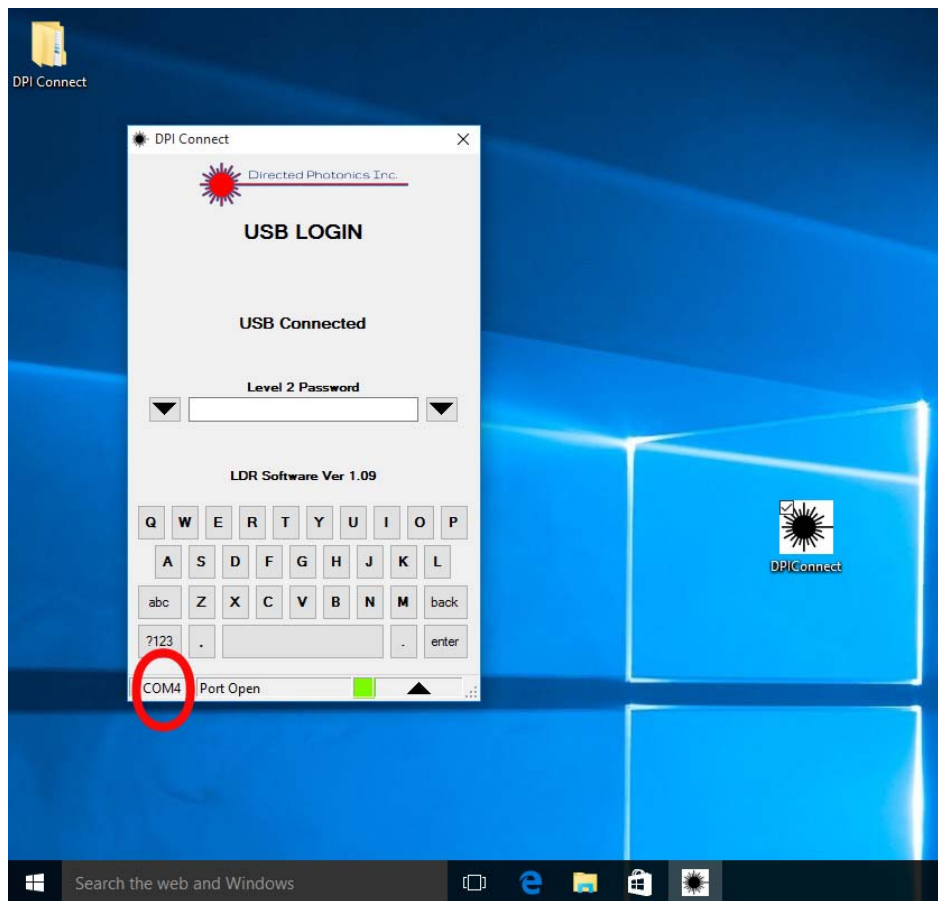 DPI Connect
DPI Connect
Directed Photonics Inc.
USB LOGIN
USB Connected
Level 2 Password
LDR Software Ver 1.09
Q W E R T Y U I O P
A S D F G H J K L
abc Z X C V B N M back
?123 . . enter
COM4 Port Open
DPIConnect
Search the web and Windows